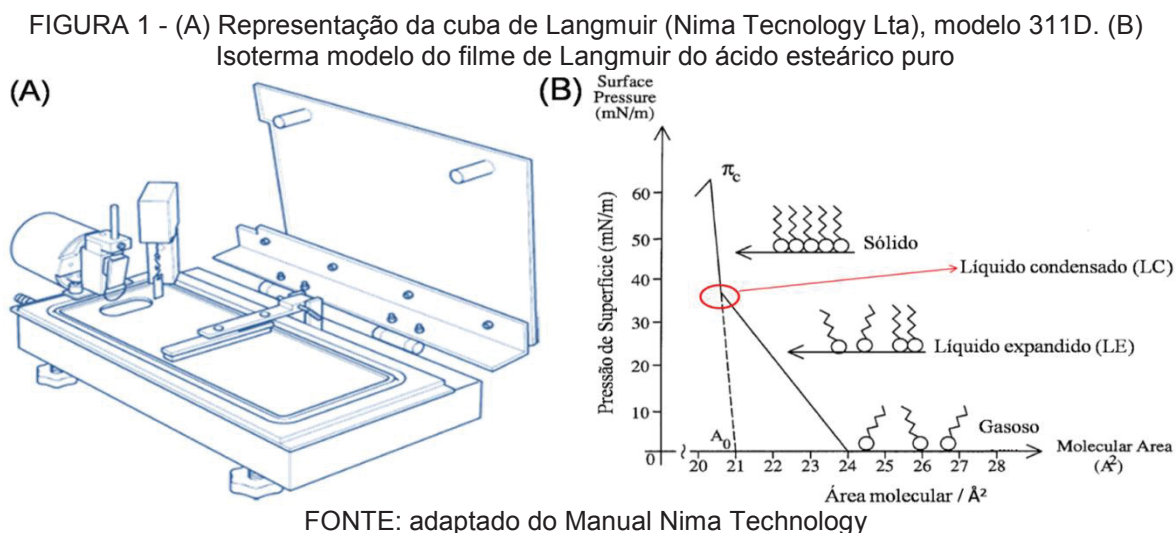 FIGURA 1 - (A) Representação da cuba de Langmuir (Nima Tecnology Lta), modelo 311D. (B)
Isoterma modelo do filme de Langmuir do ácido esteárico puro
(A)
(B)
Surface
Pressure
(mN/m)
Pressão de Superfície (mN/m)
60
50
40
30
20
10
0
πc
Sólido
Líquido condensado (LC)
Líquido expandido (LE)
Gasoso
A0
Molecular Area
(A²)
20 21 22 23 24 25 26 27 28
Área molecular / Å²
FONTE: adaptado do Manual Nima Technology